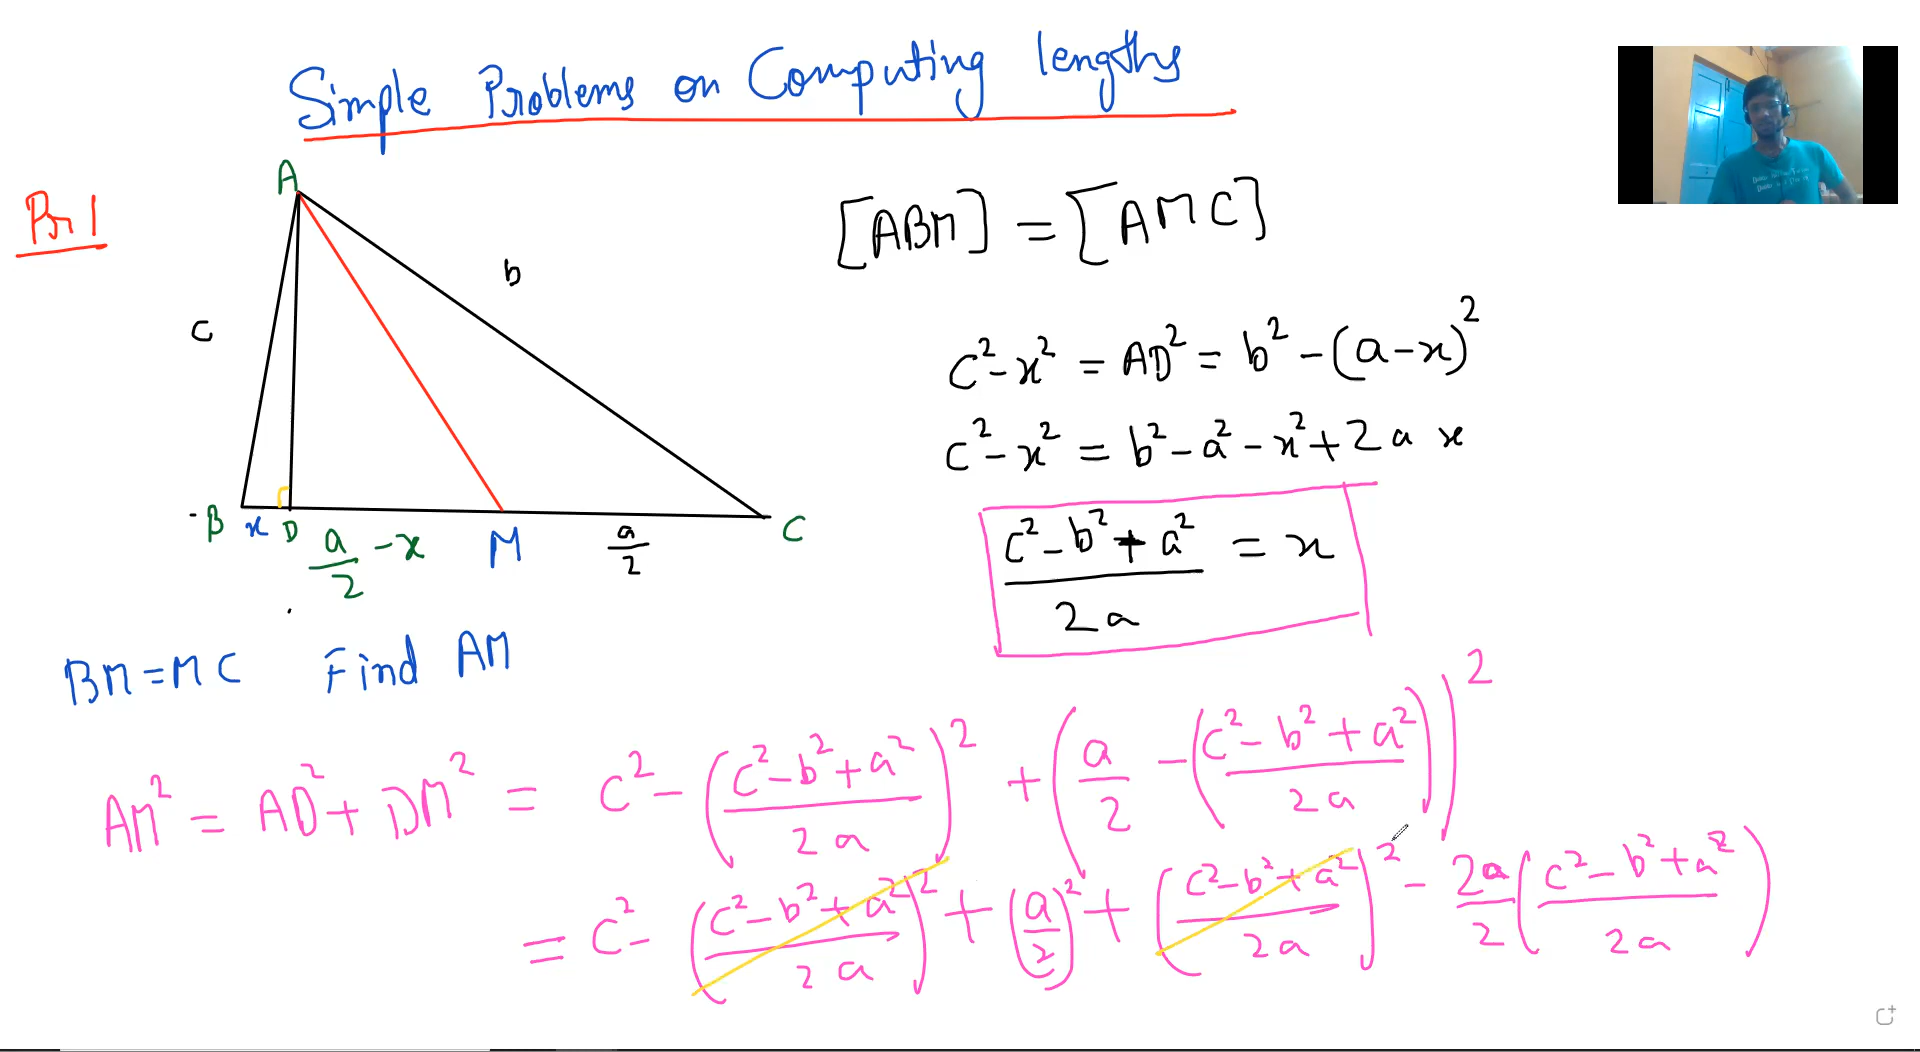 Simple Problems on Computing lengths
Pr 1
A
b
c
B x D a/2 - x M a/2 C
BM = MC Find AM
[ABM] = [AMC]
c² - x² = AD² = b² - (a-x)²
c² - x² = b² - a² - x² + 2ax
(c² - b² + a²)/2a = x
AM² = AD² + DM² = c² - ((c² - b² + a²)/2a)² + (a/2 - ((c² - b² + a²)/2a))²
= c² - ((c² - b² + a²)/2a)² + (a/2)² + ((c² - b² + a²)/2a)² - 2a/2 ((c² - b² + a²)/2a)